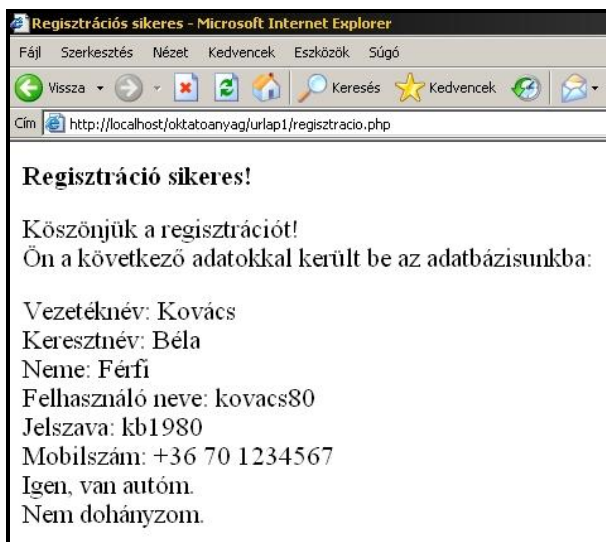 Regisztrációs sikeres - Microsoft Internet Explorer
Fájl Szerkesztés Nézet Kedvencek Eszközök Súgó
Vissza Keresés Kedvencek
Cím http://localhost/oktatoanyag/urlap1/regisztracio.php
Regisztráció sikeres!
Köszönjük a regisztrációt!
Ön a következő adatokkal került be az adatbázisunkba:
Vezetéknév: Kovács
Keresztnév: Béla
Neme: Férfi
Felhasználó neve: kovacs80
Jelszava: kb1980
Mobilszám: +36 70 1234567
Igen, van autóm.
Nem dohányzom.